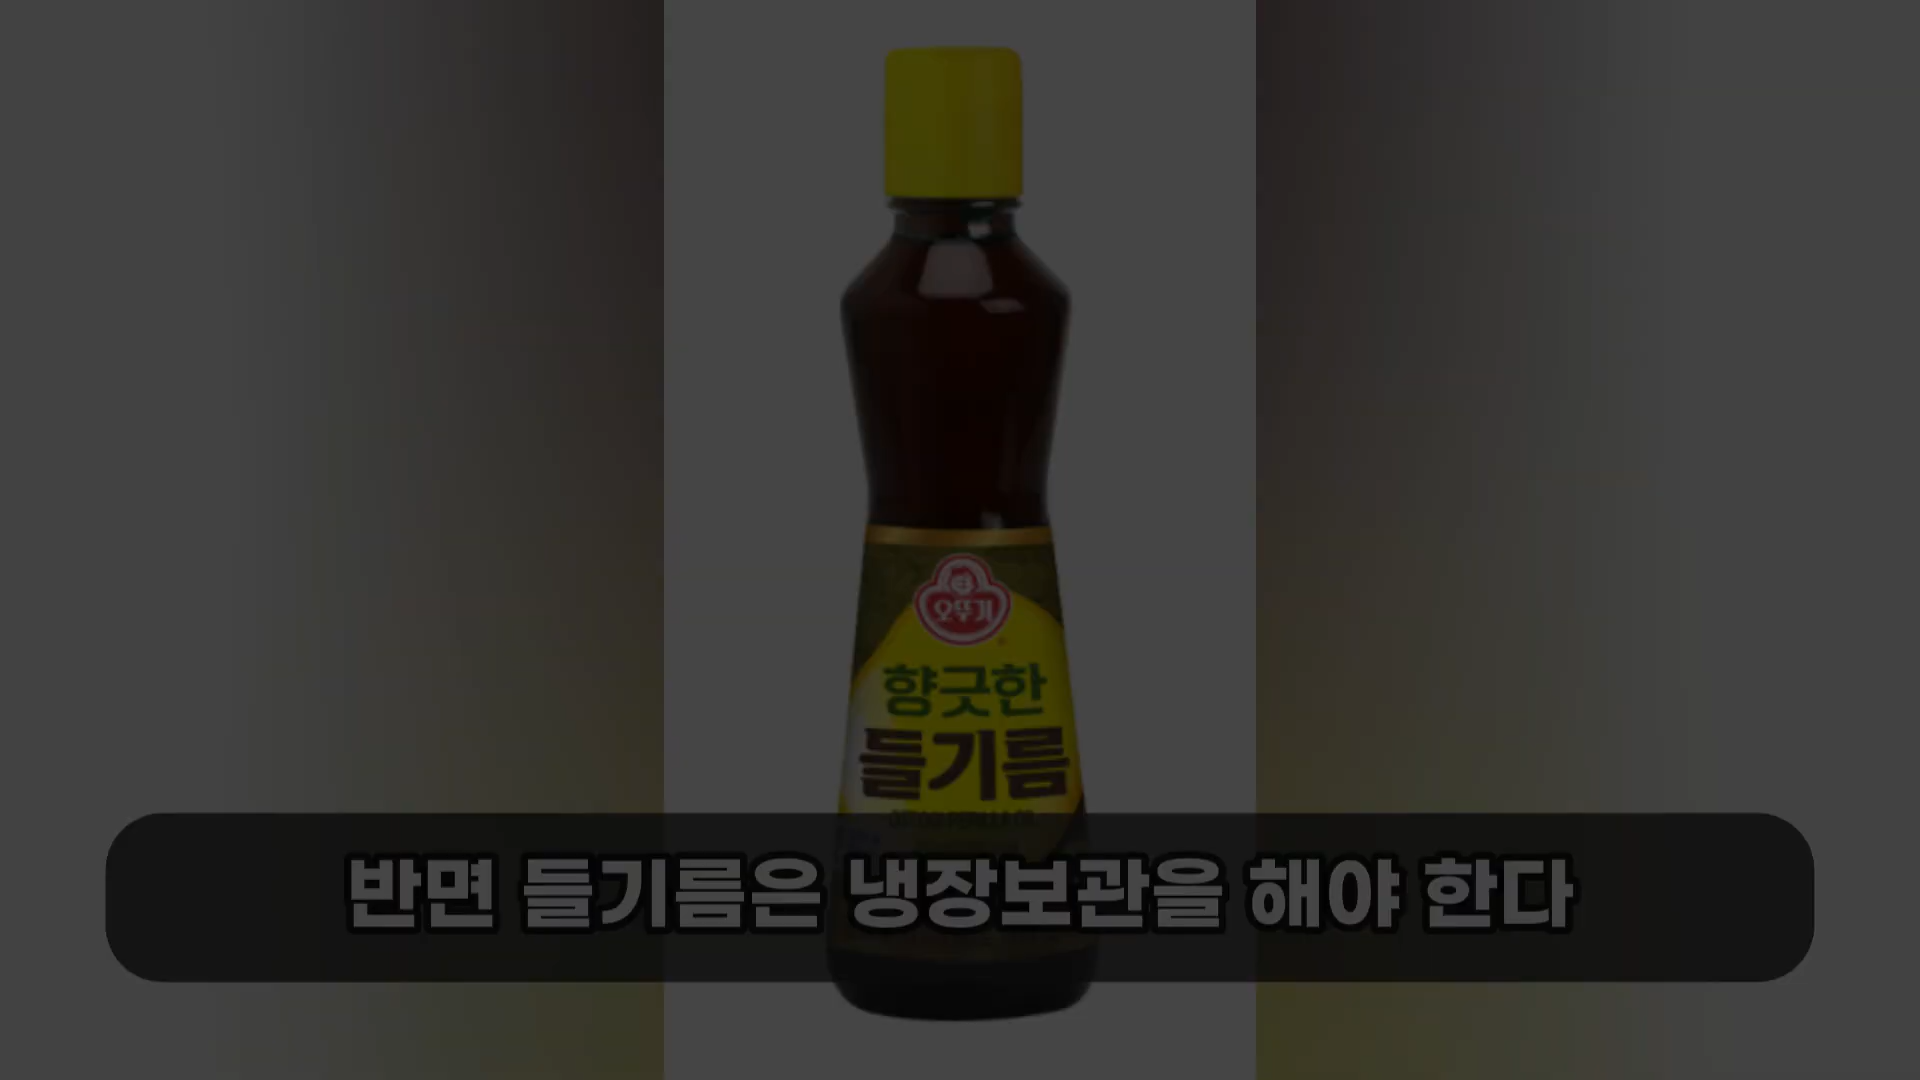 오뚜기
향긋한
들기름
반면 들기름은 냉장보관을 해야 한다